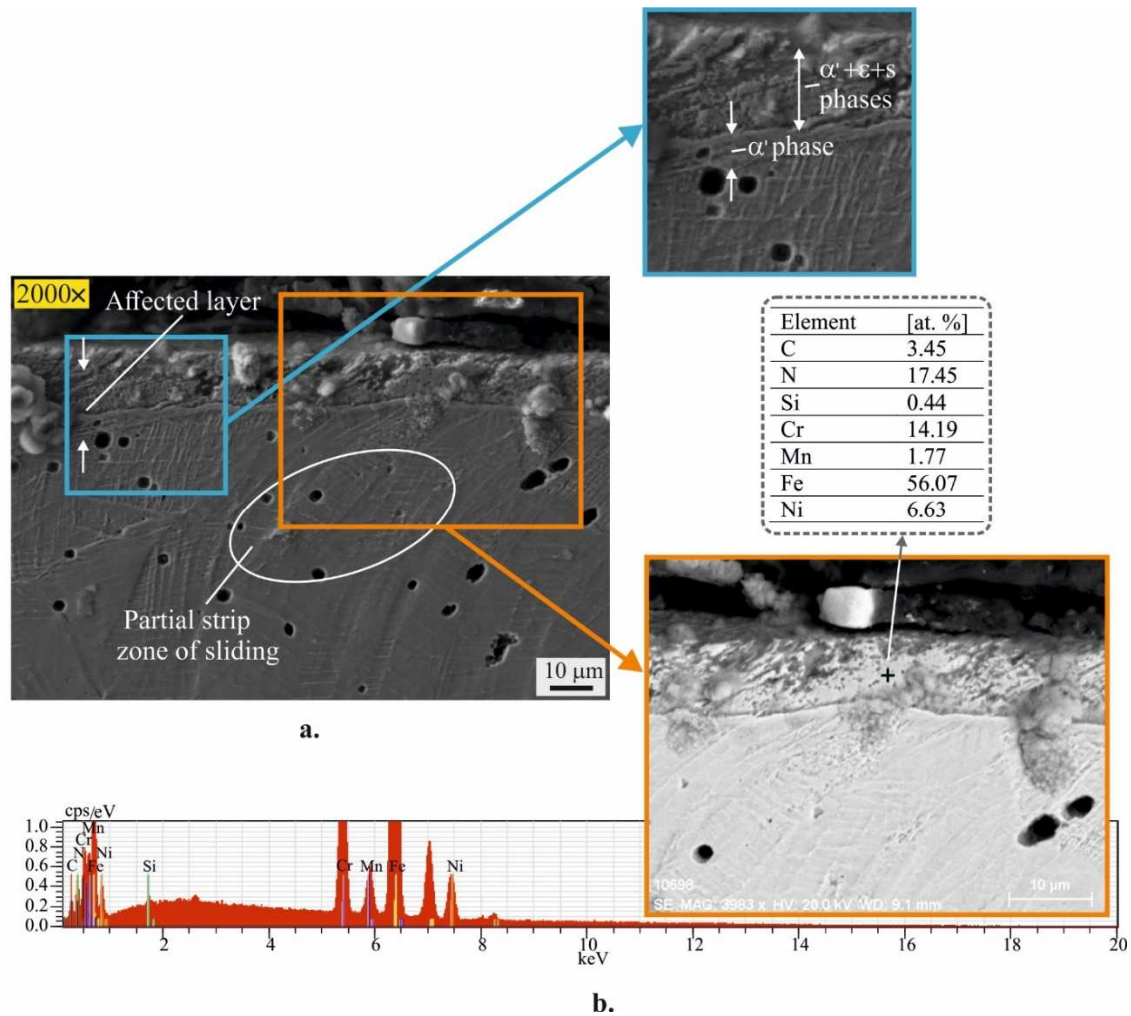 α'+ε+s
phases
α' phase
2000×
Affected layer
Partial strip
zone of sliding
10 μm
a.
Element [at. %]
C 3.45
N 17.45
Si 0.44
Cr 14.19
Mn 1.77
Fe 56.07
Ni 6.63
10698
SE MAG: 3983 x HV: 20.0 kV WD: 9.1 mm
10 μm
cps/eV
Mn
Cr
N Ni
C Fe Si Cr Mn Fe Ni
1.0
0.8
0.6
0.4
0.2
0.0
2 4 6 8 10 12 14 16 18 20
keV
b.